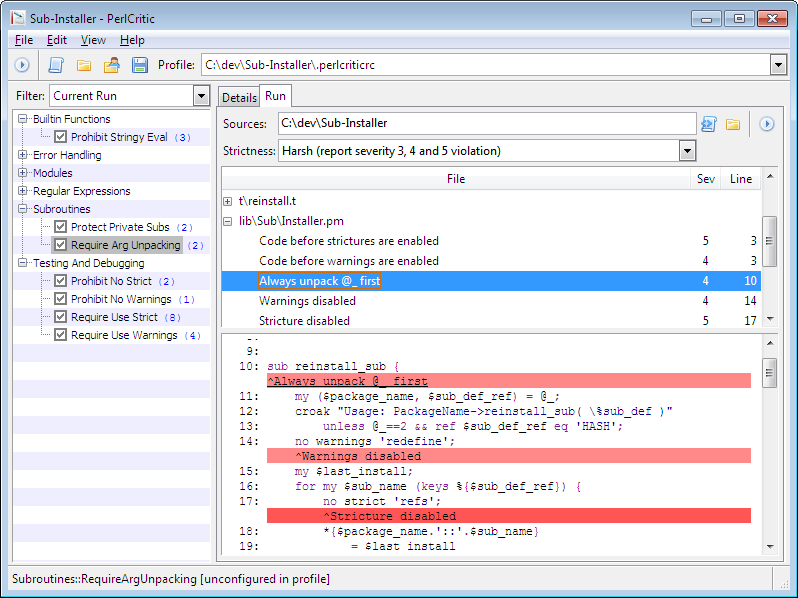 Sub-Installer - PerlCritic
File Edit View Help
Profile: C:\dev\Sub-Installer\.perlcriticrc
Filter: Current Run
Builtin Functions
Prohibit Stringy Eval (3)
Error Handling
Modules
Regular Expressions
Subroutines
Protect Private Subs (2)
Require Arg Unpacking (2)
Testing And Debugging
Prohibit No Strict (2)
Prohibit No Warnings (1)
Require Use Strict (8)
Require Use Warnings (4)
Details Run
Sources: C:\dev\Sub-Installer
Strictness: Harsh (report severity 3, 4 and 5 violation)
File Sev Line
t\reinstall.t
lib\Sub\Installer.pm
Code before strictures are enabled 5 3
Code before warnings are enabled 4 3
Always unpack @_ first 4 10
Warnings disabled 4 14
Stricture disabled 5 17
9:
10: sub reinstall_sub {
^Always unpack @_ first
11: my ($package_name, $sub_def_ref) = @_;
12: croak "Usage: PackageName->reinstall_sub( \%sub_def )"
13: unless @_==2 && ref $sub_def_ref eq 'HASH';
14: no warnings 'redefine';
^Warnings disabled
15: my $last_install;
16: for my $sub_name (keys %{$sub_def_ref}) {
17: no strict 'refs';
^Stricture disabled
18: *{$package_name.'::'.$sub_name}
19: = $last_install
Subroutines::RequireArgUnpacking [unconfigured in profile]